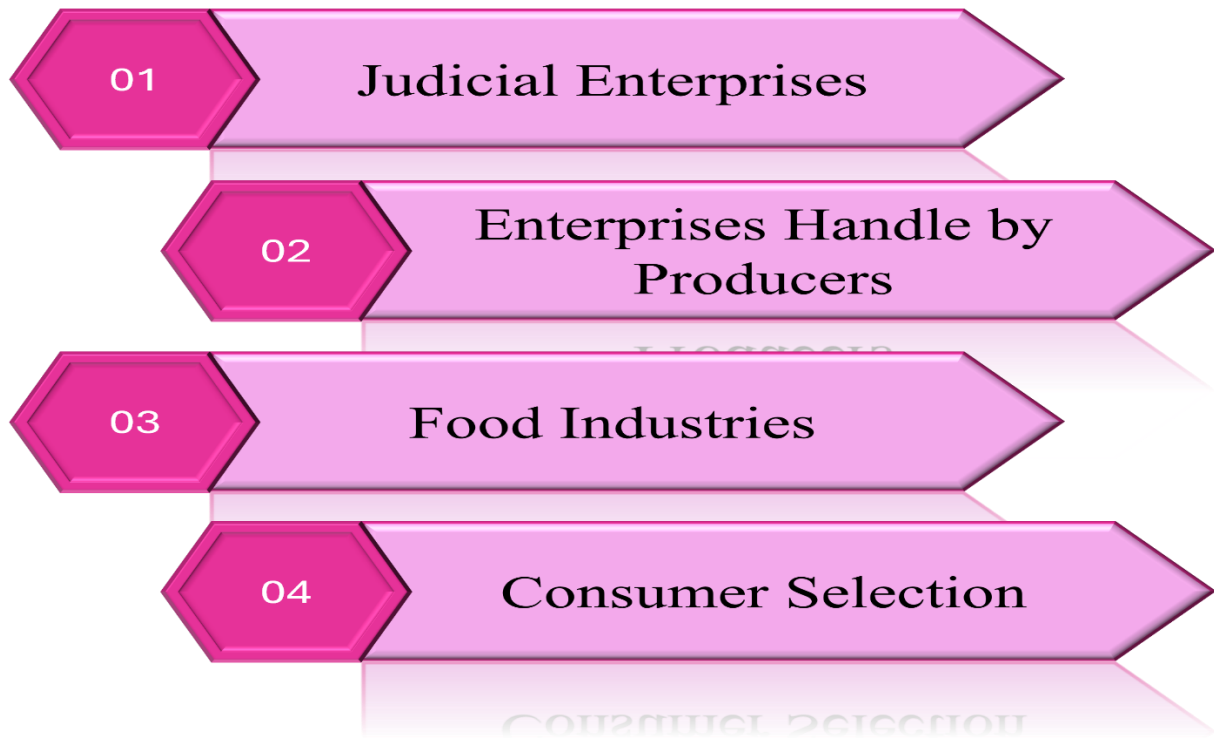 01
Judicial Enterprises
02
Enterprises Handle by
Producers
03
Food Industries
04
Consumer Selection